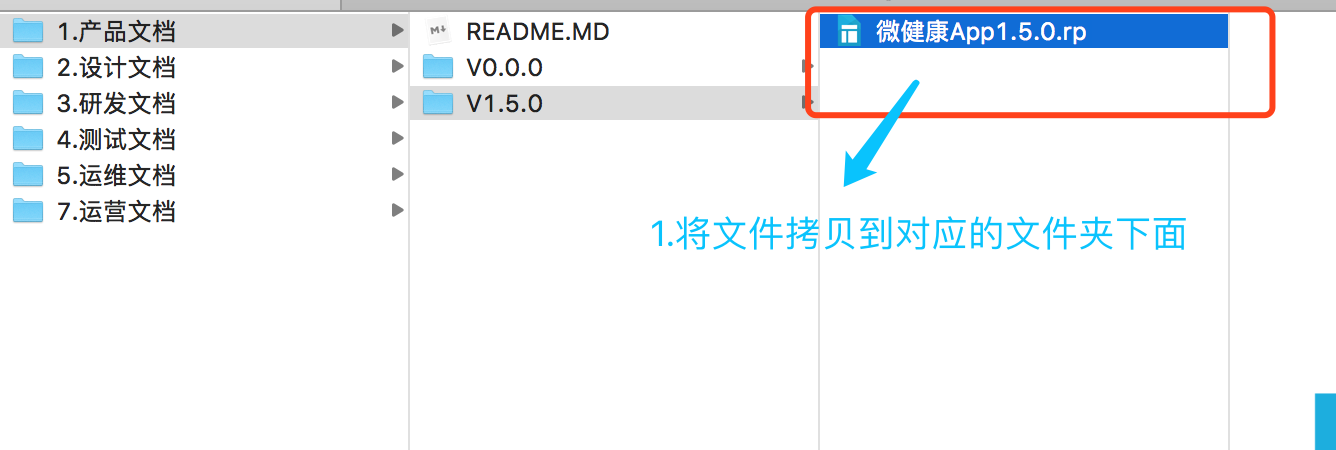 1.产品文档
2.设计文档
3.研发文档
4.测试文档
5.运维文档
7.运营文档
README.MD
V0.0.0
V1.5.0
微健康App1.5.0.rp
1.将文件拷贝到对应的文件夹下面